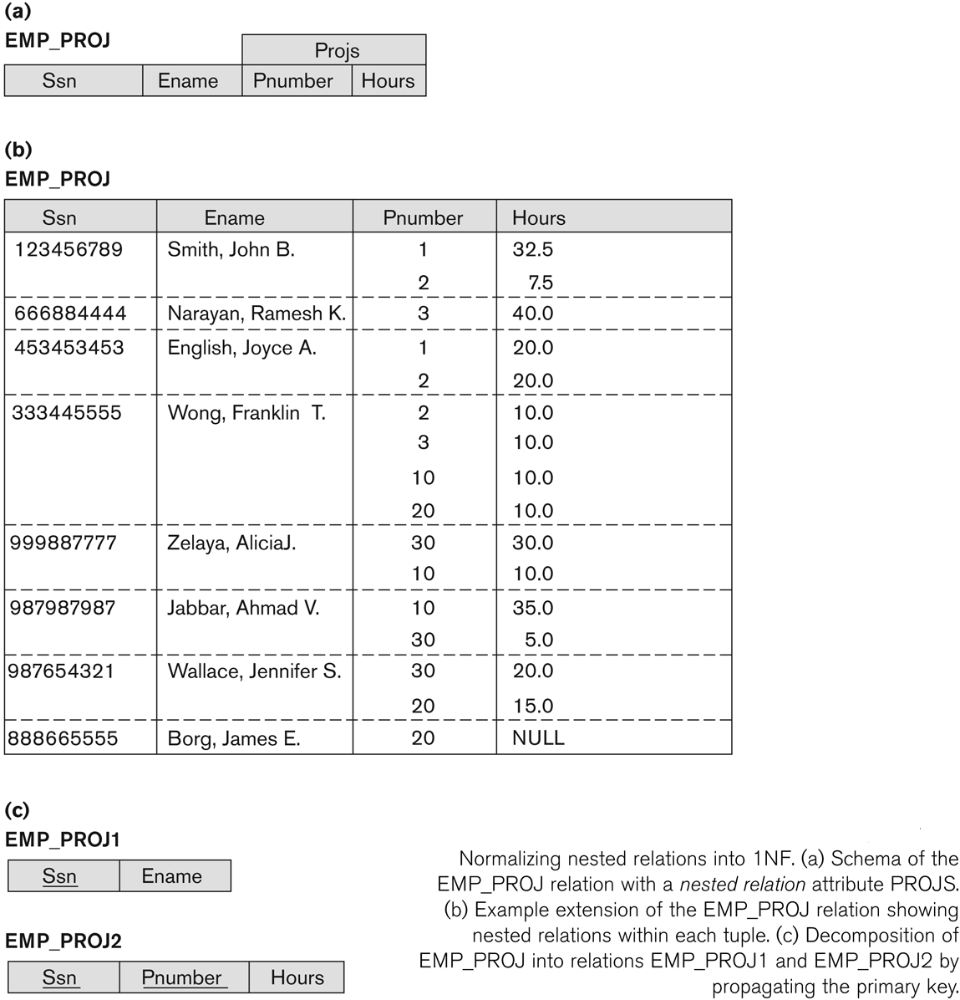 (a)
EMP_PROJ
Projs
Ssn Ename Pnumber Hours
(b)
EMP_PROJ
Ssn Ename Pnumber Hours
123456789 Smith, John B. 1 32.5
2 7.5
666884444 Narayan, Ramesh K. 3 40.0
453453453 English, Joyce A. 1 20.0
2 20.0
333445555 Wong, Franklin T. 2 10.0
3 10.0
10 10.0
20 10.0
999887777 Zelaya, AliciaJ. 30 30.0
10 10.0
987987987 Jabbar, Ahmad V. 10 35.0
30 5.0
987654321 Wallace, Jennifer S. 30 20.0
20 15.0
888665555 Borg, James E. 20 NULL
(c)
EMP_PROJ1
Ssn Ename
EMP_PROJ2
Ssn Pnumber Hours
Normalizing nested relations into 1NF. (a) Schema of the
EMP_PROJ relation with a nested relation attribute PROJS.
(b) Example extension of the EMP_PROJ relation showing
nested relations within each tuple. (c) Decomposition of
EMP_PROJ into relations EMP_PROJ1 and EMP_PROJ2 by
propagating the primary key.